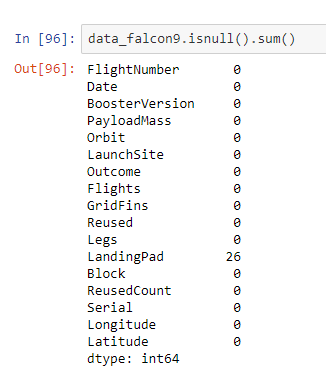 In [96]: data_falcon9.isnull().sum()
Out[96]: FlightNumber 0
Date 0
BoosterVersion 0
PayloadMass 0
Orbit 0
LaunchSite 0
Outcome 0
Flights 0
GridFins 0
Reused 0
Legs 0
LandingPad 26
Block 0
ReusedCount 0
Serial 0
Longitude 0
Latitude 0
dtype: int64